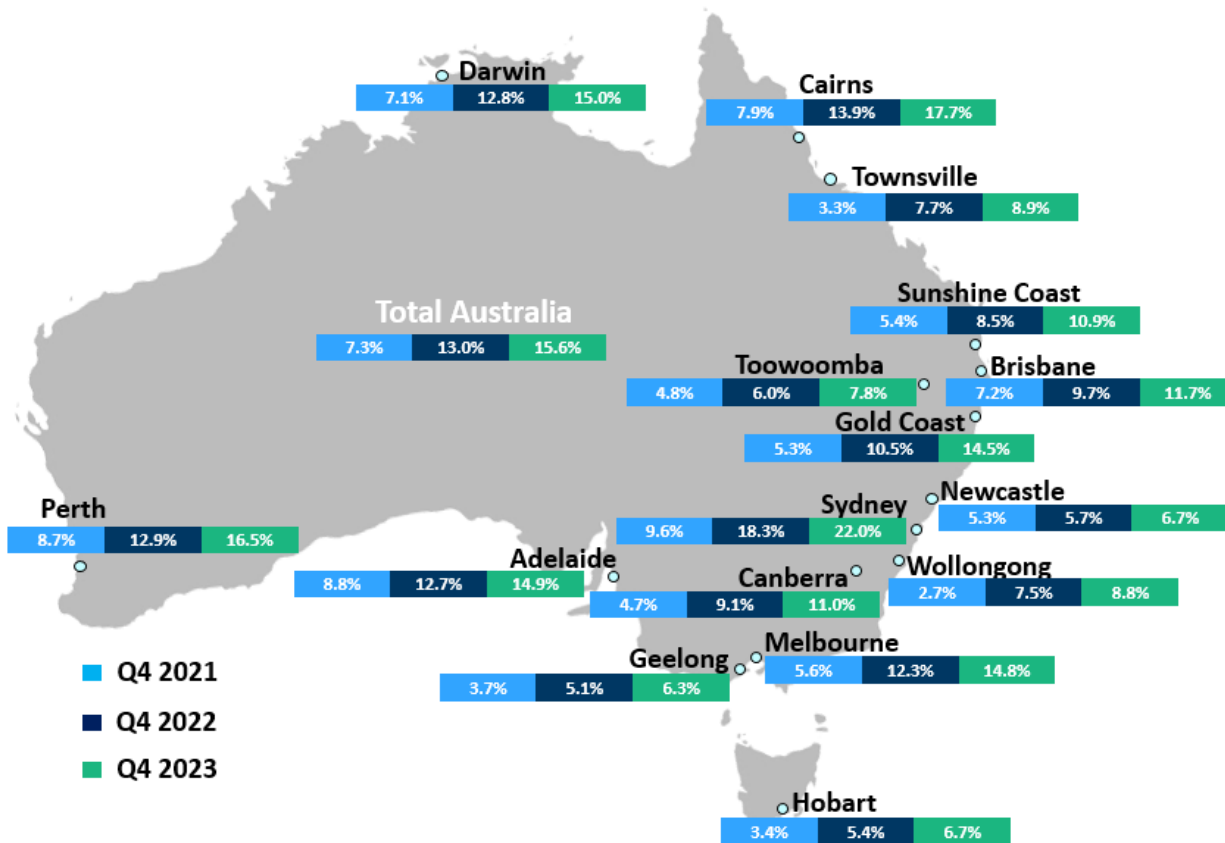 Darwin
7.1% 12.8% 15.0%
Cairns
7.9% 13.9% 17.7%
Townsville
3.3% 7.7% 8.9%
Sunshine Coast
5.4% 8.5% 10.9%
Total Australia
7.3% 13.0% 15.6%
Toowoomba
4.8% 6.0% 7.8%
Brisbane
7.2% 9.7% 11.7%
Gold Coast
5.3% 10.5% 14.5%
Perth
8.7% 12.9% 16.5%
Sydney
9.6% 18.3% 22.0%
Newcastle
5.3% 5.7% 6.7%
Adelaide
8.8% 12.7% 14.9%
Canberra
4.7% 9.1% 11.0%
Wollongong
2.7% 7.5% 8.8%
Geelong
3.7% 5.1% 6.3%
Melbourne
5.6% 12.3% 14.8%
Q4 2021
Q4 2022
Q4 2023
Hobart
3.4% 5.4% 6.7%